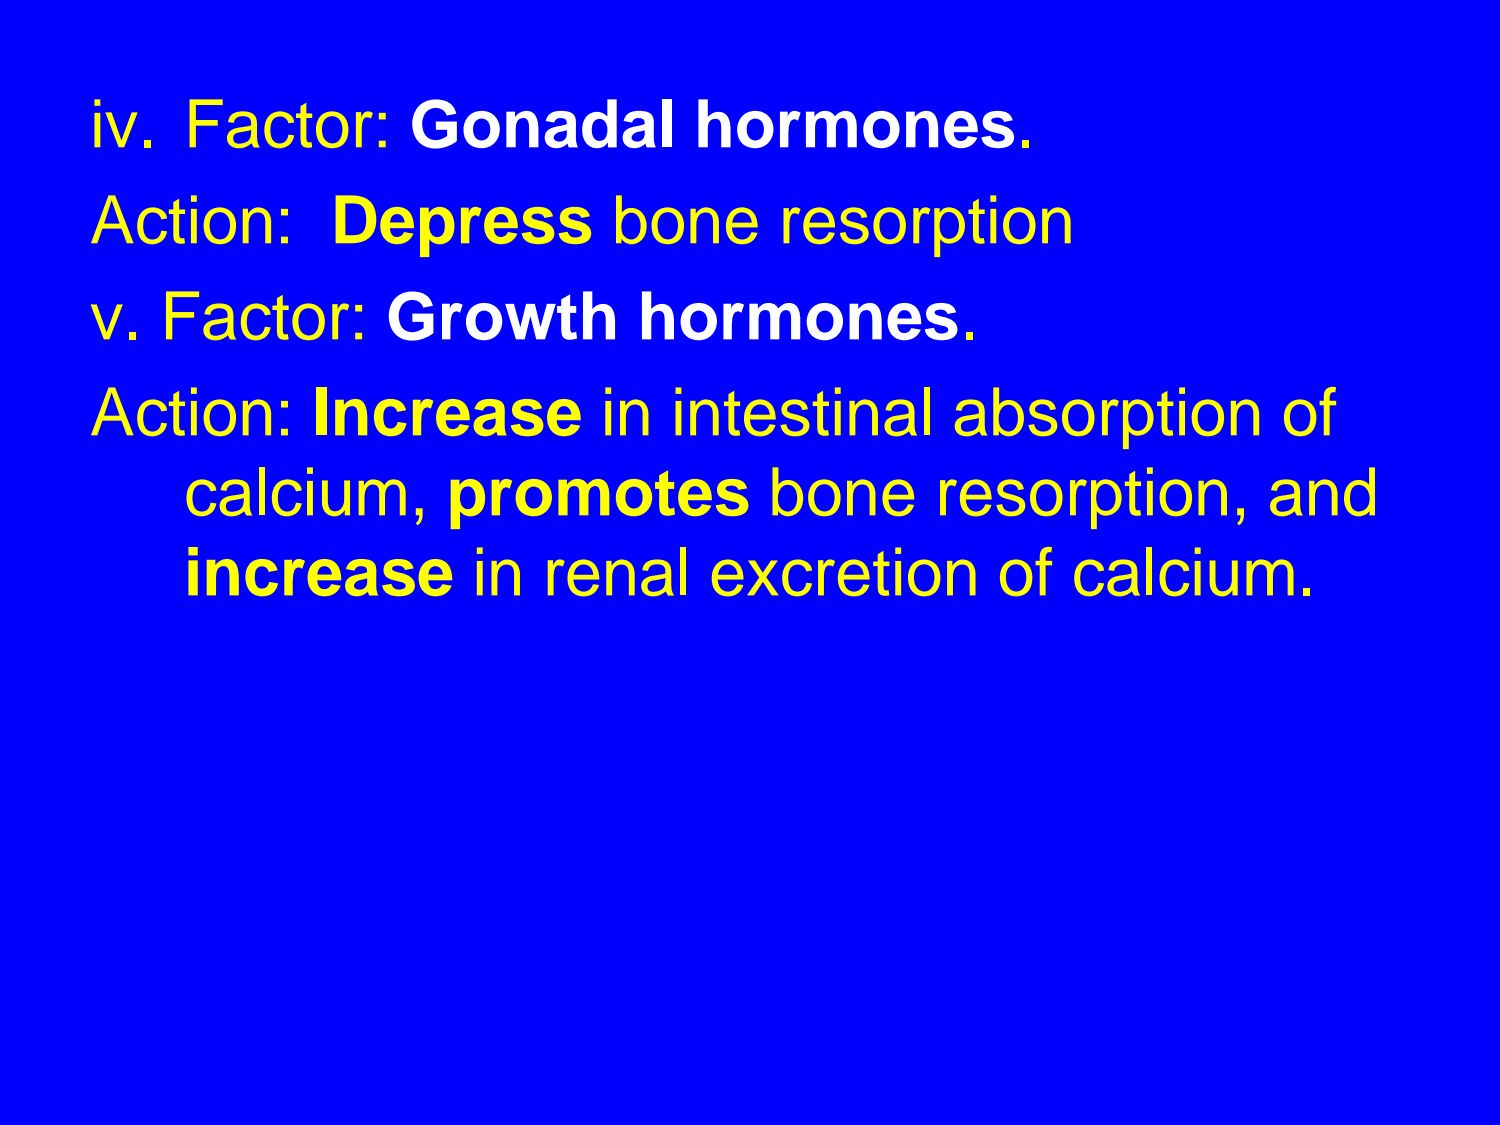 iv. Factor: Gonadal hormones.
Action: Depress bone resorption
v. Factor: Growth hormones.
Action: Increase in intestinal absorption of
calcium, promotes bone resorption, and
increase in renal excretion of calcium.